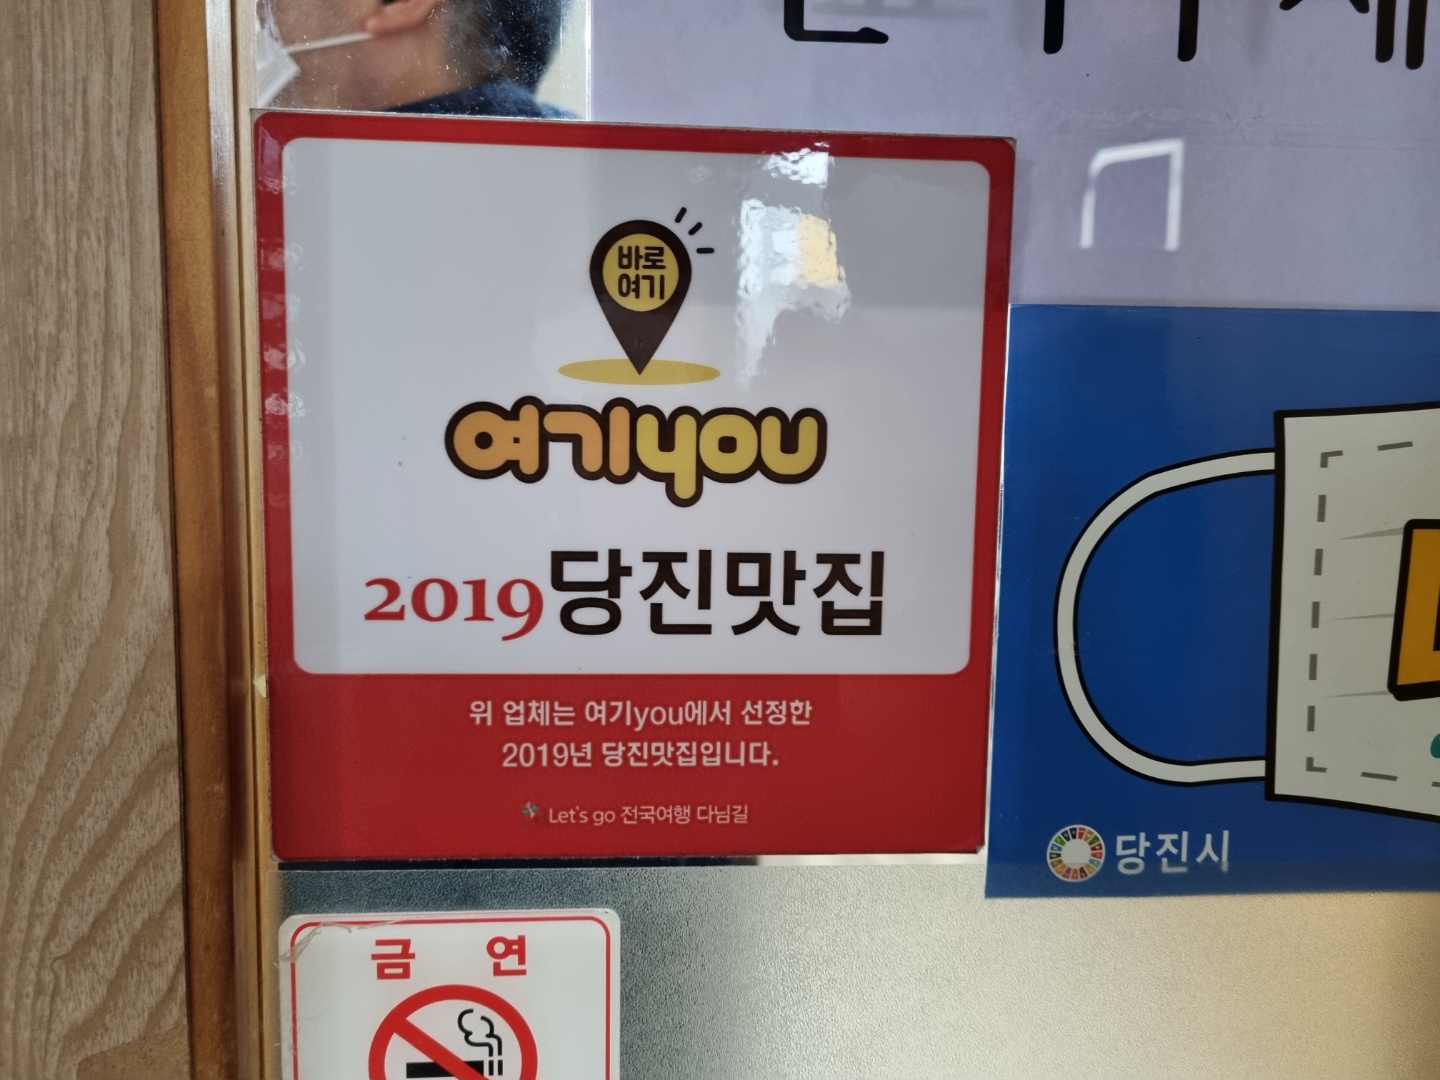 바로
여기
여기you
2019당진맛집
위 업체는 여기you에서 선정한
2019년 당진맛집입니다.
Let's go 전국여행 다님길
당진시
금 연